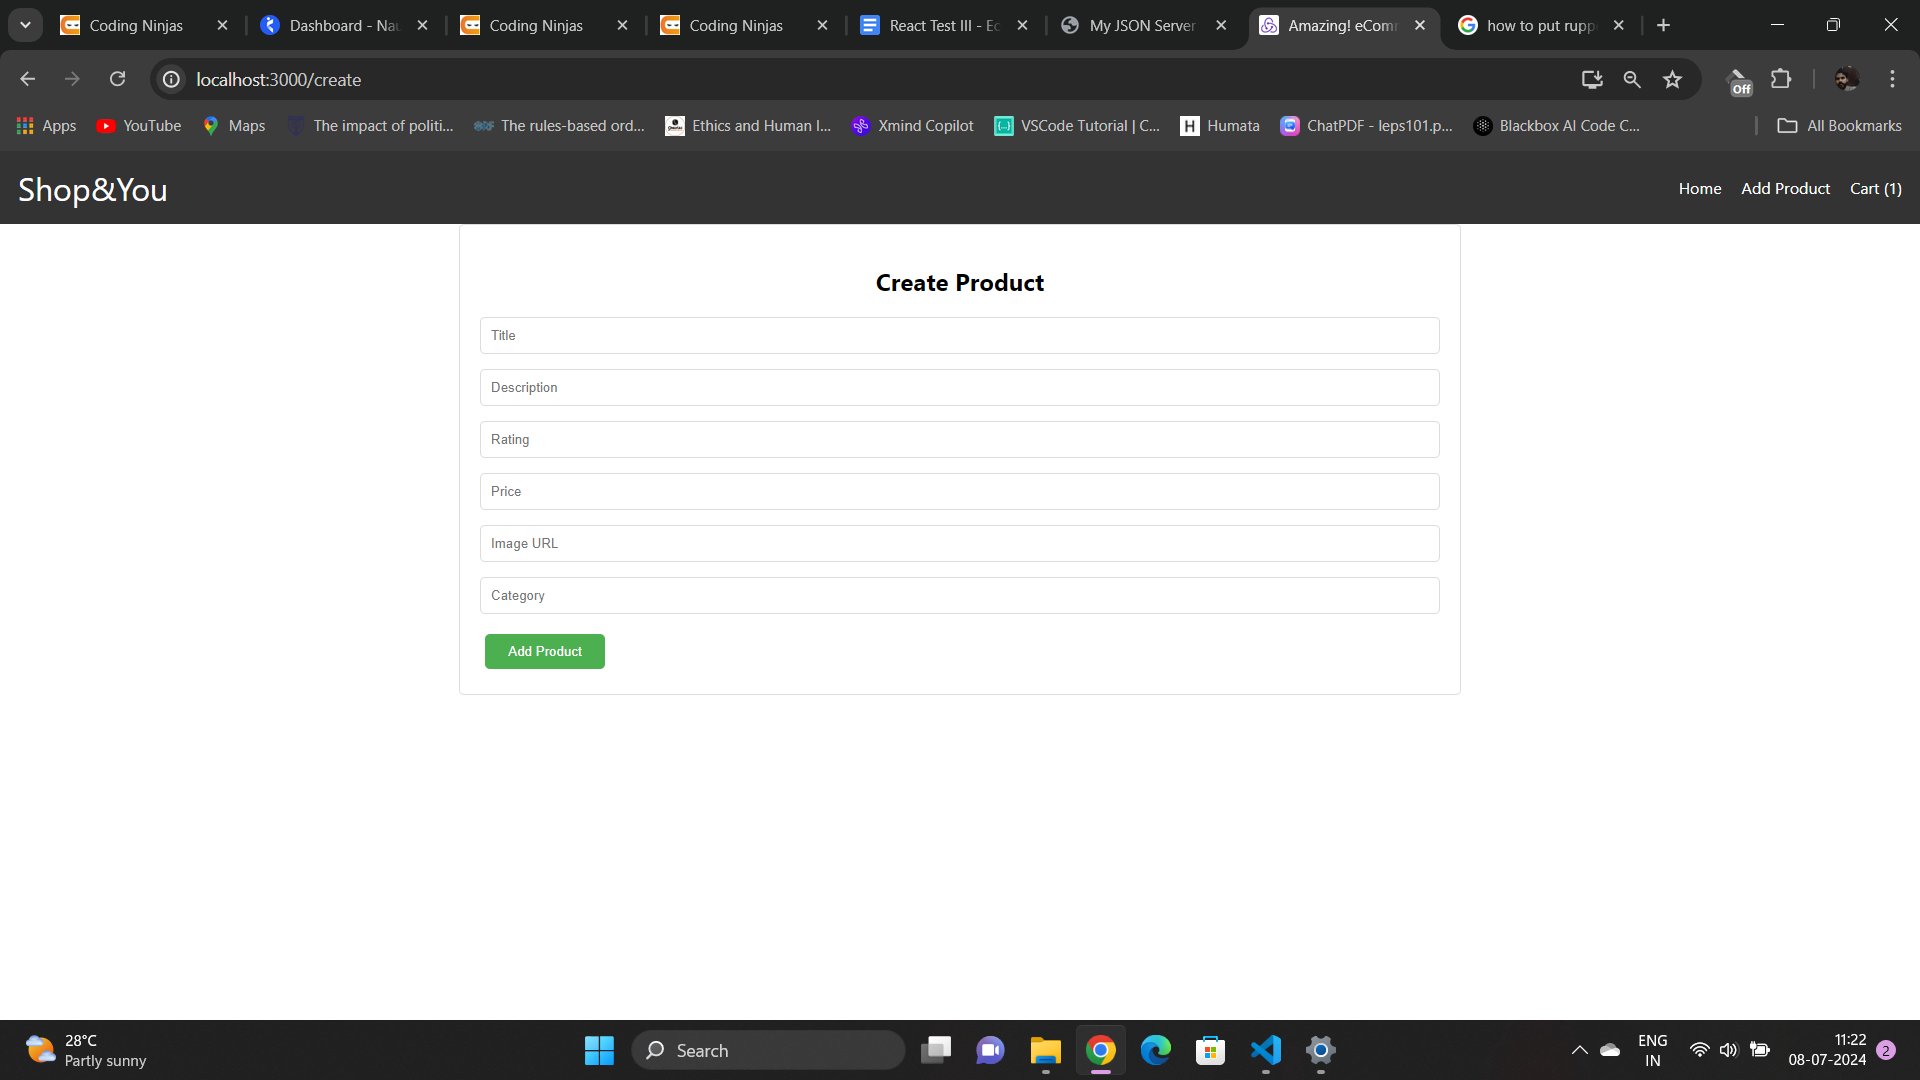 Coding Ninjas
Dashboard - Nau
Coding Ninjas
Coding Ninjas
React Test III - Ec
My JSON Server
Amazing! eComm
how to put rupp
localhost:3000/create
Off
Apps
YouTube
Maps
The impact of politi...
The rules-based ord...
Ethics and Human I...
Xmind Copilot
VSCode Tutorial | C...
Humata
ChatPDF - leps101.p...
Blackbox AI Code C...
All Bookmarks
Shop&You
Home
Add Product
Cart (1)
Create Product
Title
Description
Rating
Price
Image URL
Category
Add Product
28°C
Partly sunny
Search
ENG
IN
11:22
08-07-2024
2